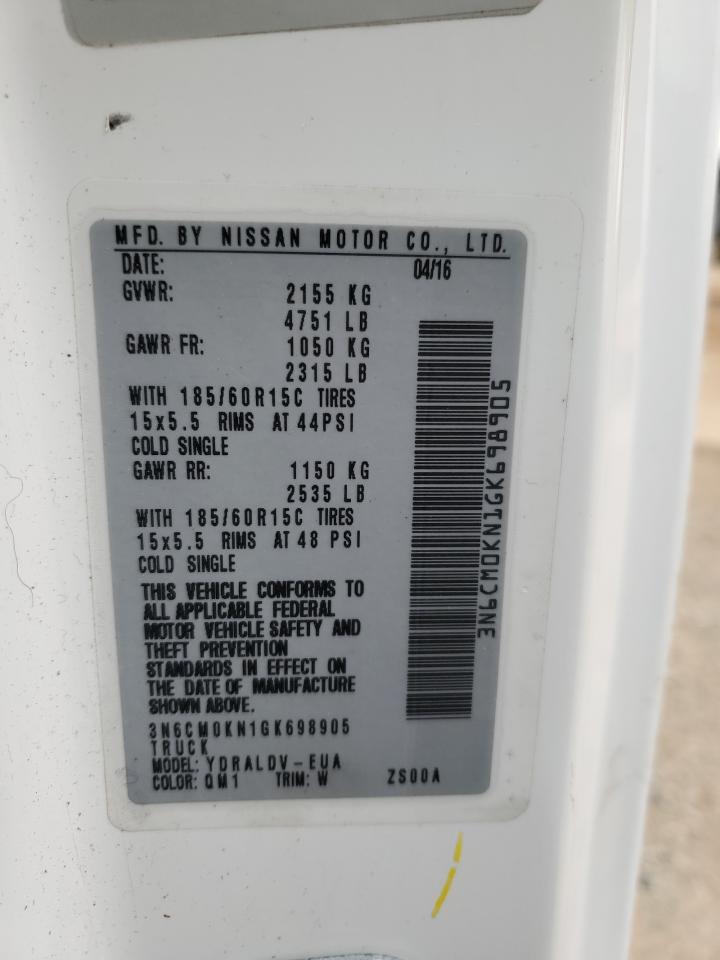 MFD. BY NISSAN MOTOR CO., LTD.
DATE: 04/16
GVWR: 2155 KG
4751 LB
GAWR FR: 1050 KG
2315 LB
WITH 185/60R15C TIRES
15x5.5 RIMS AT 44PSI
COLD SINGLE
GAWR RR: 1150 KG
2535 LB
WITH 185/60R15C TIRES
15x5.5 RIMS AT 48 PSI
COLD SINGLE
THIS VEHICLE CONFORMS TO
ALL APPLICABLE FEDERAL
MOTOR VEHICLE SAFETY AND
THEFT PREVENTION
STANDARDS IN EFFECT ON
THE DATE OF MANUFACTURE
SHOWN ABOVE.
3N6CM0KN1GK698905
TRUCK
MODEL: YDRALDV-EUA
COLOR: QM1 TRIM: W ZS00A
3N6CM0KN1GK698905